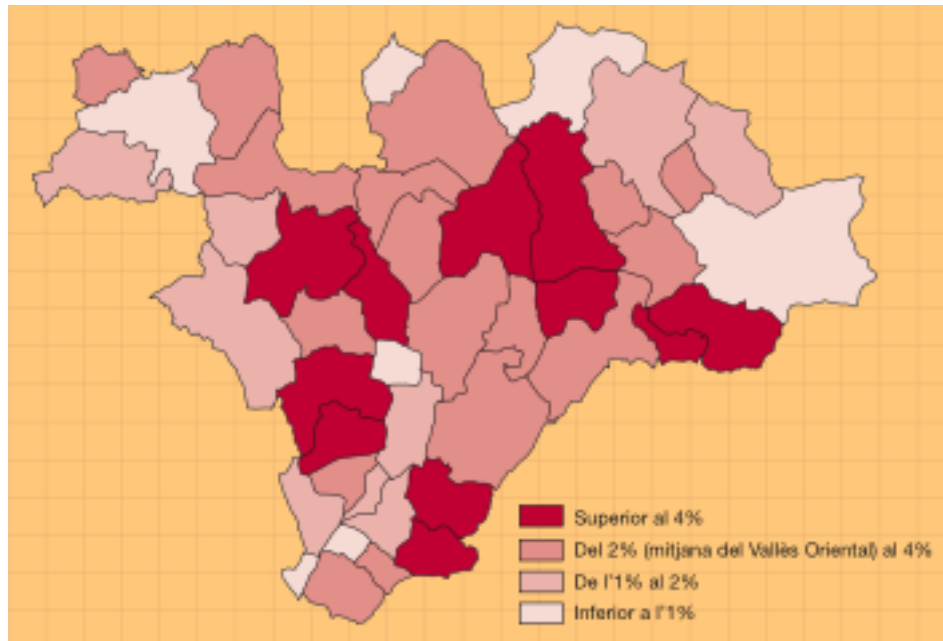 Superior al 4%
Del 2% (mitjana del Vallès Oriental) al 4%
De l'1% al 2%
Inferior a l'1%